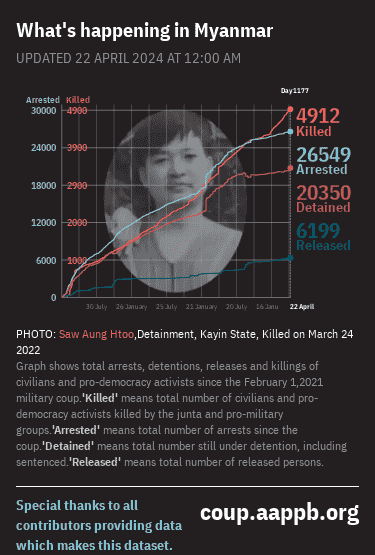 What's happening in Myanmar
UPDATED 22 APRIL 2024 AT 12:00 AM
Day1177
Arrested Killed
30000 4900
24000 3900
18000 2900
12000 2000
6000 1000
0
4912
Killed
26549
Arrested
20350
Detained
6199
Released
30 July 26 January 25 July 21 January 20 July 16 Janu 22 April
PHOTO: Saw Aung Htoo,Detainment, Kayin State, Killed on March 24
2022
Graph shows total arrests, detentions, releases and killings of
civilians and pro-democracy activists since the February 1,2021
military coup.'Killed' means total number of civilians and pro-
democracy activists killed by the junta and pro-military
groups.'Arrested' means total number of arrests since the
coup.'Detained' means total number still under detention, including
sentenced.'Released' means total number of released persons.
Special thanks to all
contributors providing data
which makes this dataset.
coup.aappb.org